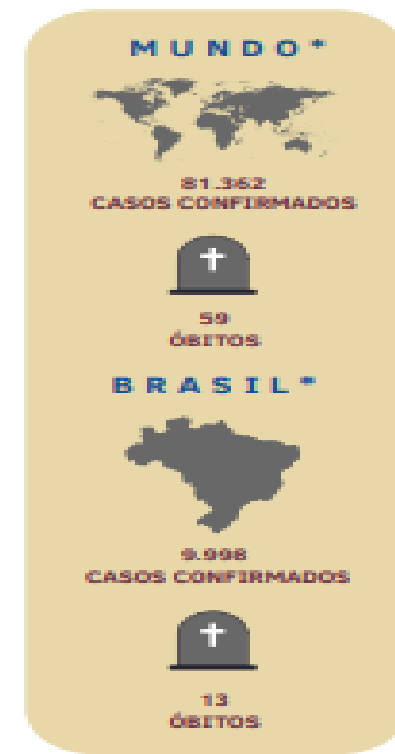 MUNDO*
81.362
CASOS CONFIRMADOS
59
ÓBITOS
BRASIL*
9.998
CASOS CONFIRMADOS
13
ÓBITOS